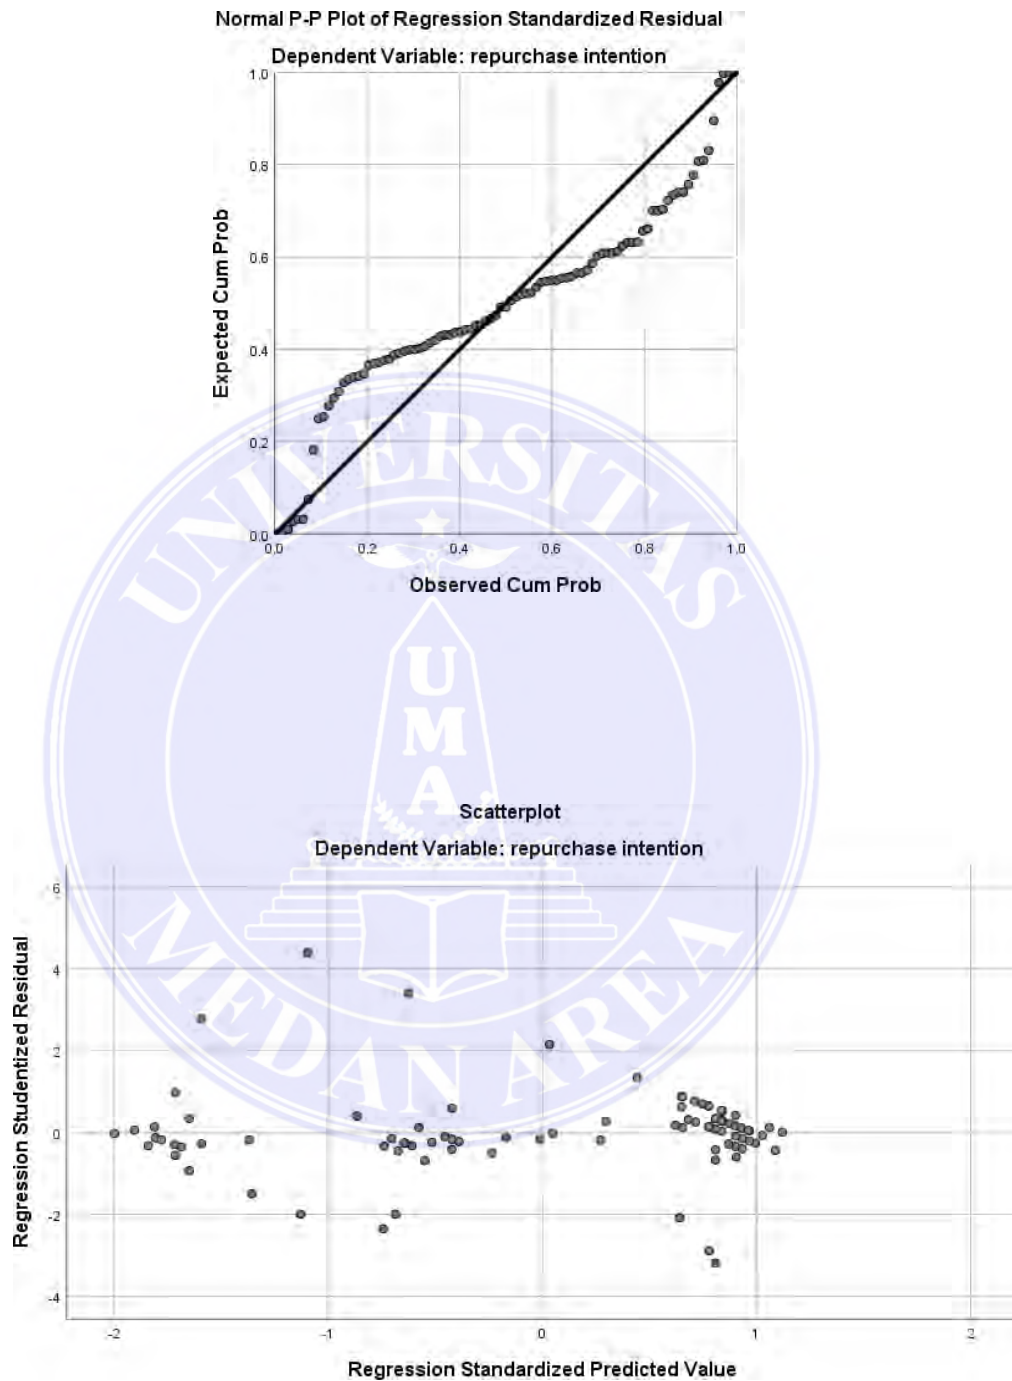 Normal P-P Plot of Regression Standardized Residual
Dependent Variable: repurchase intention
Expected Cum Prob
1.0
0.8
0.6
0.4
0.2
0.0
0.0 0.2 0.4 0.6 0.8 1.0
Observed Cum Prob
UNIVERSITAS
UMA
MEDAN AREA
Scatterplot
Dependent Variable: repurchase intention
Regression Studentized Residual
6
4
2
0
-2
-4
-2 -1 0 1 2
Regression Standardized Predicted Value